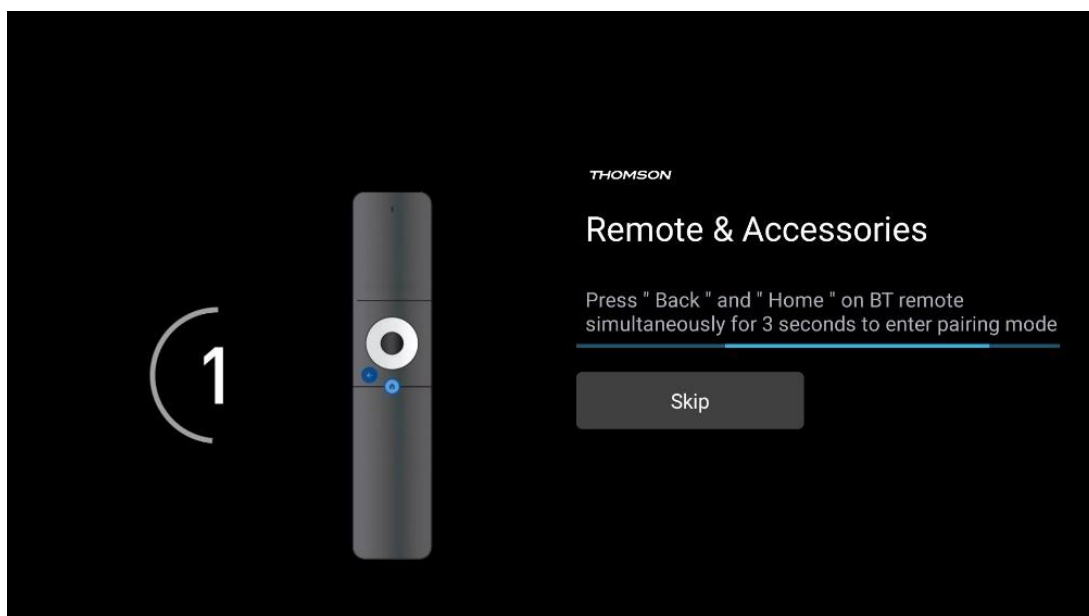 1
THOMSON
Remote & Accessories
Press " Back " and " Home " on BT remote
simultaneously for 3 seconds to enter pairing mode
Skip